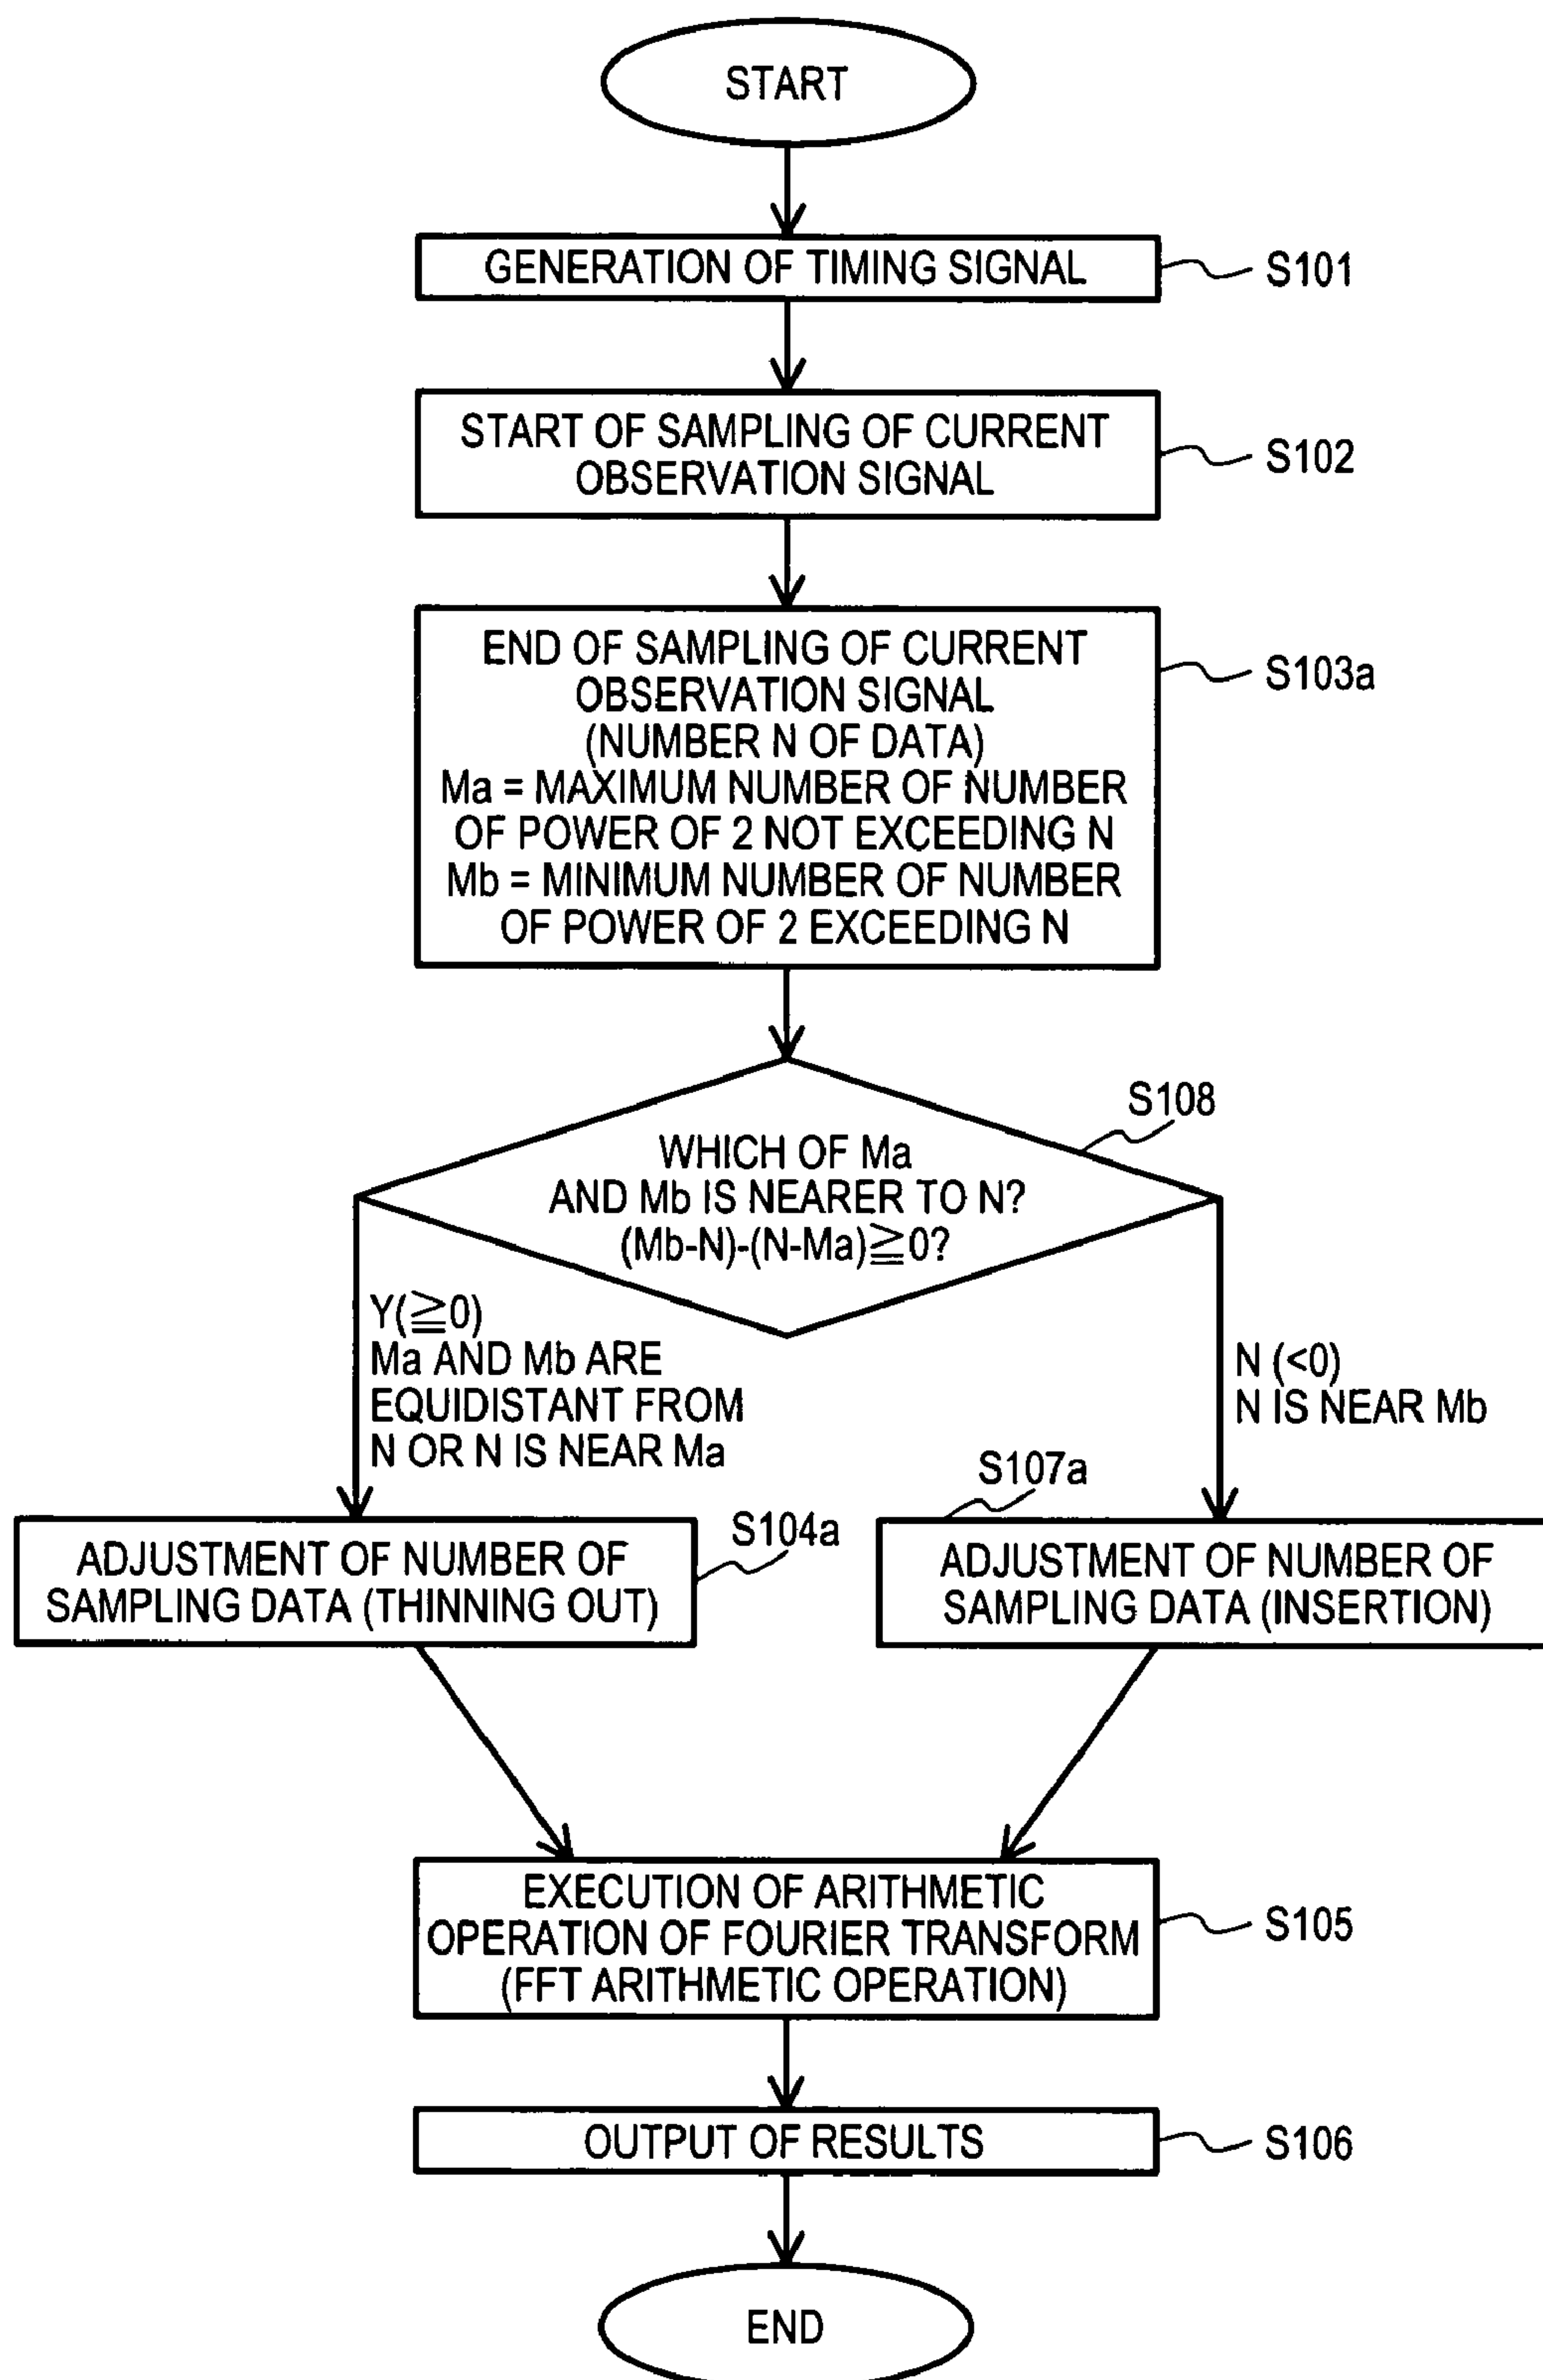 START
GENERATION OF TIMING SIGNAL
S101
START OF SAMPLING OF CURRENT
OBSERVATION SIGNAL
S102
END OF SAMPLING OF CURRENT
OBSERVATION SIGNAL
(NUMBER N OF DATA)
Ma = MAXIMUM NUMBER OF NUMBER
OF POWER OF 2 NOT EXCEEDING N
Mb = MINIMUM NUMBER OF NUMBER
OF POWER OF 2 EXCEEDING N
S103a
S108
WHICH OF Ma
AND Mb IS NEARER TO N?
(Mb-N)-(N-Ma)≧0?
Y(≧0)
Ma AND Mb ARE
EQUIDISTANT FROM
N OR N IS NEAR Ma
N (<0)
N IS NEAR Mb
S104a
ADJUSTMENT OF NUMBER OF
SAMPLING DATA (THINNING OUT)
S107a
ADJUSTMENT OF NUMBER OF
SAMPLING DATA (INSERTION)
EXECUTION OF ARITHMETIC
OPERATION OF FOURIER TRANSFORM
(FFT ARITHMETIC OPERATION)
S105
OUTPUT OF RESULTS
S106
END